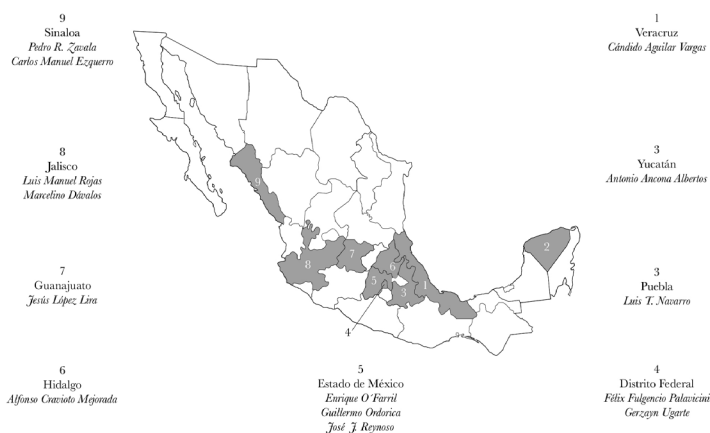 9
Sinaloa
Pedro R. Zavala
Carlos Manuel Ezquerro
1
Veracruz
Cándido Aguilar Vargas
8
Jalisco
Luis Manuel Rojas
Marcelino Dávalos
3
Yucatán
Antonio Ancona Albertos
9
2
7
8
6
5
3
1
4
7
Guanajuato
Jesús López Lira
3
Puebla
Luis T. Navarro
6
Hidalgo
Alfonso Cravioto Mejorada
5
Estado de México
Enrique O´Farril
Guillermo Ordorica
José J. Reynoso
4
Distrito Federal
Félix Fulgencio Palavicini
Gerzayn Ugarte